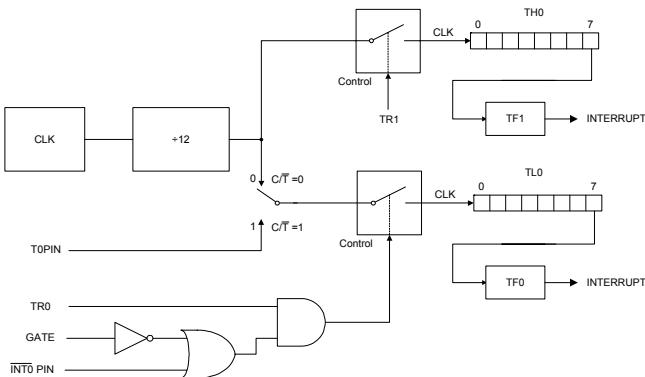 TH0
0 7
CLK
Control
TR1
TF1 INTERRUPT
CLK ÷12
0 C/T̅ =0
1 C/T̅ =1
T0PIN
TL0
0 7
CLK
Control
TF0 INTERRUPT
TR0
GATE
I̅N̅T̅0̅ PIN